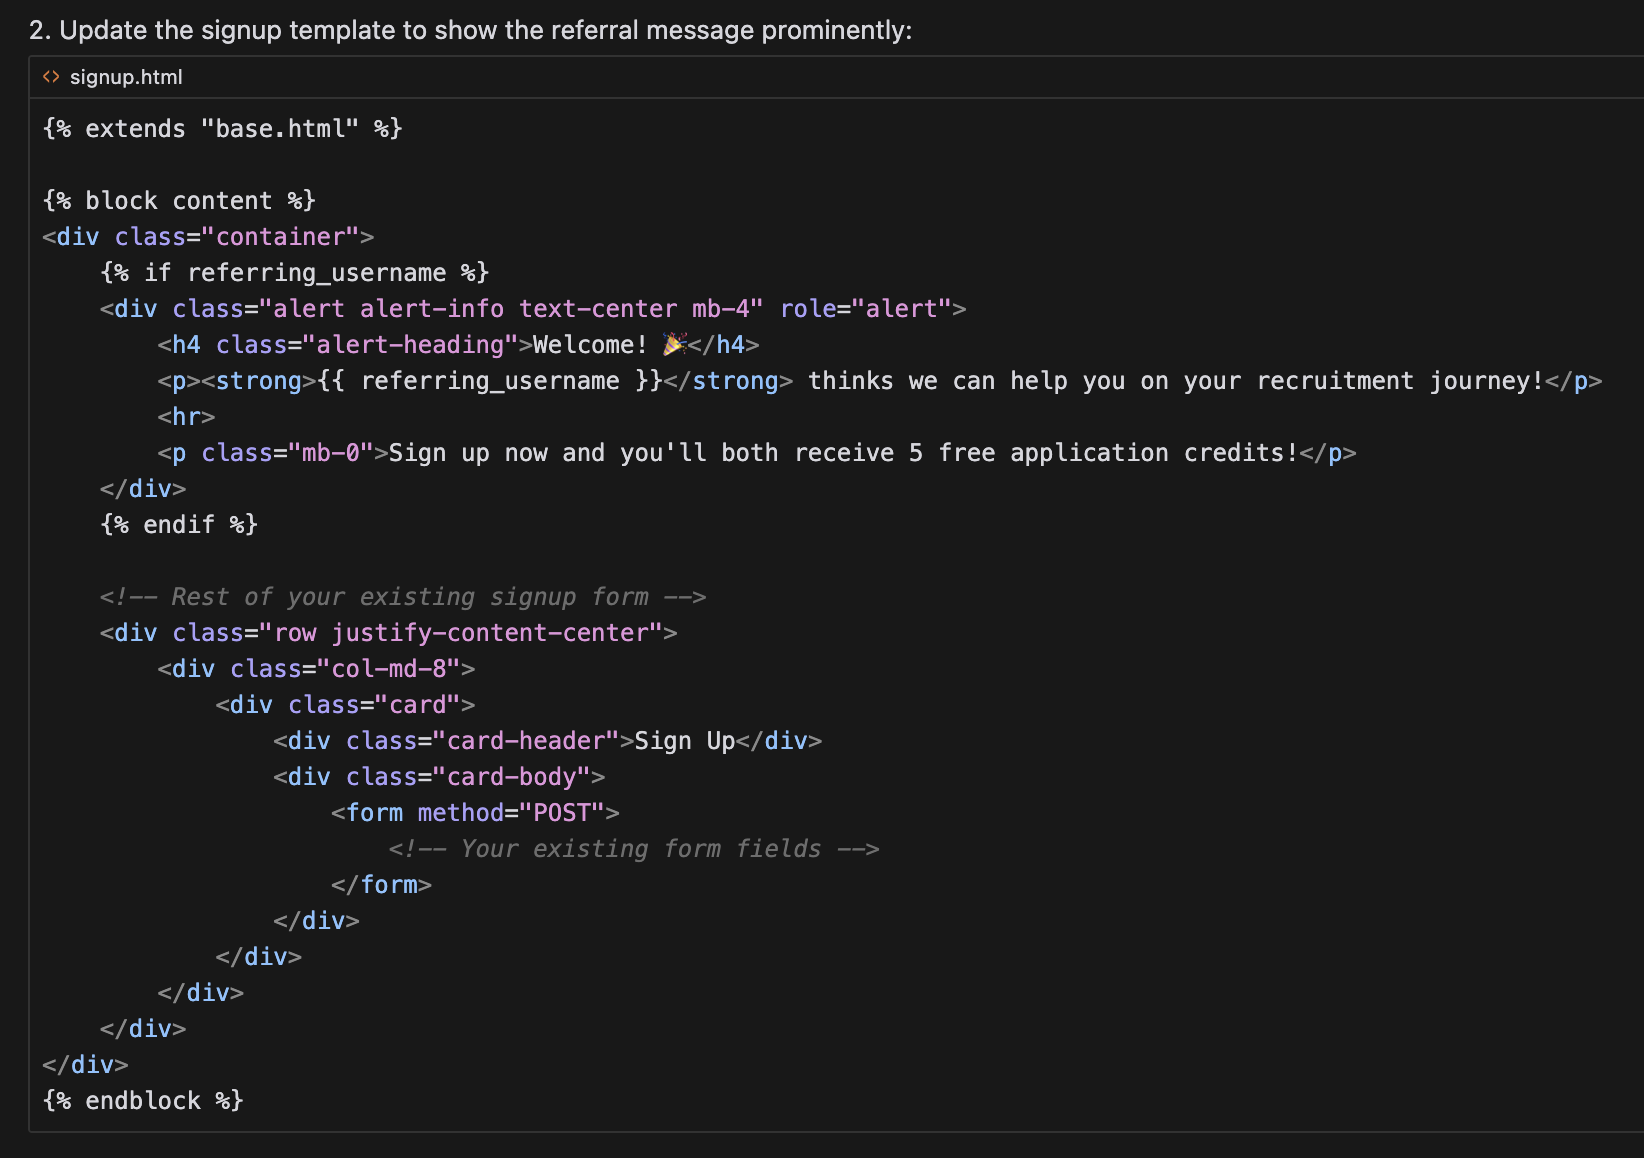 2. Update the signup template to show the referral message prominently:
<> signup.html
{% extends "base.html" %}
{% block content %}
<div class="container">
    {% if referring_username %}
    <div class="alert alert-info text-center mb-4" role="alert">
        <h4 class="alert-heading">Welcome! 🎉</h4>
        <p><strong>{{ referring_username }}</strong> thinks we can help you on your recruitment journey!</p>
        <hr>
        <p class="mb-0">Sign up now and you'll both receive 5 free application credits!</p>
    </div>
    {% endif %}
    <!-- Rest of your existing signup form -->
    <div class="row justify-content-center">
        <div class="col-md-8">
            <div class="card">
                <div class="card-header">Sign Up</div>
                <div class="card-body">
                    <form method="POST">
                        <!-- Your existing form fields -->
                    </form>
                </div>
            </div>
        </div>
    </div>
</div>
{% endblock %}